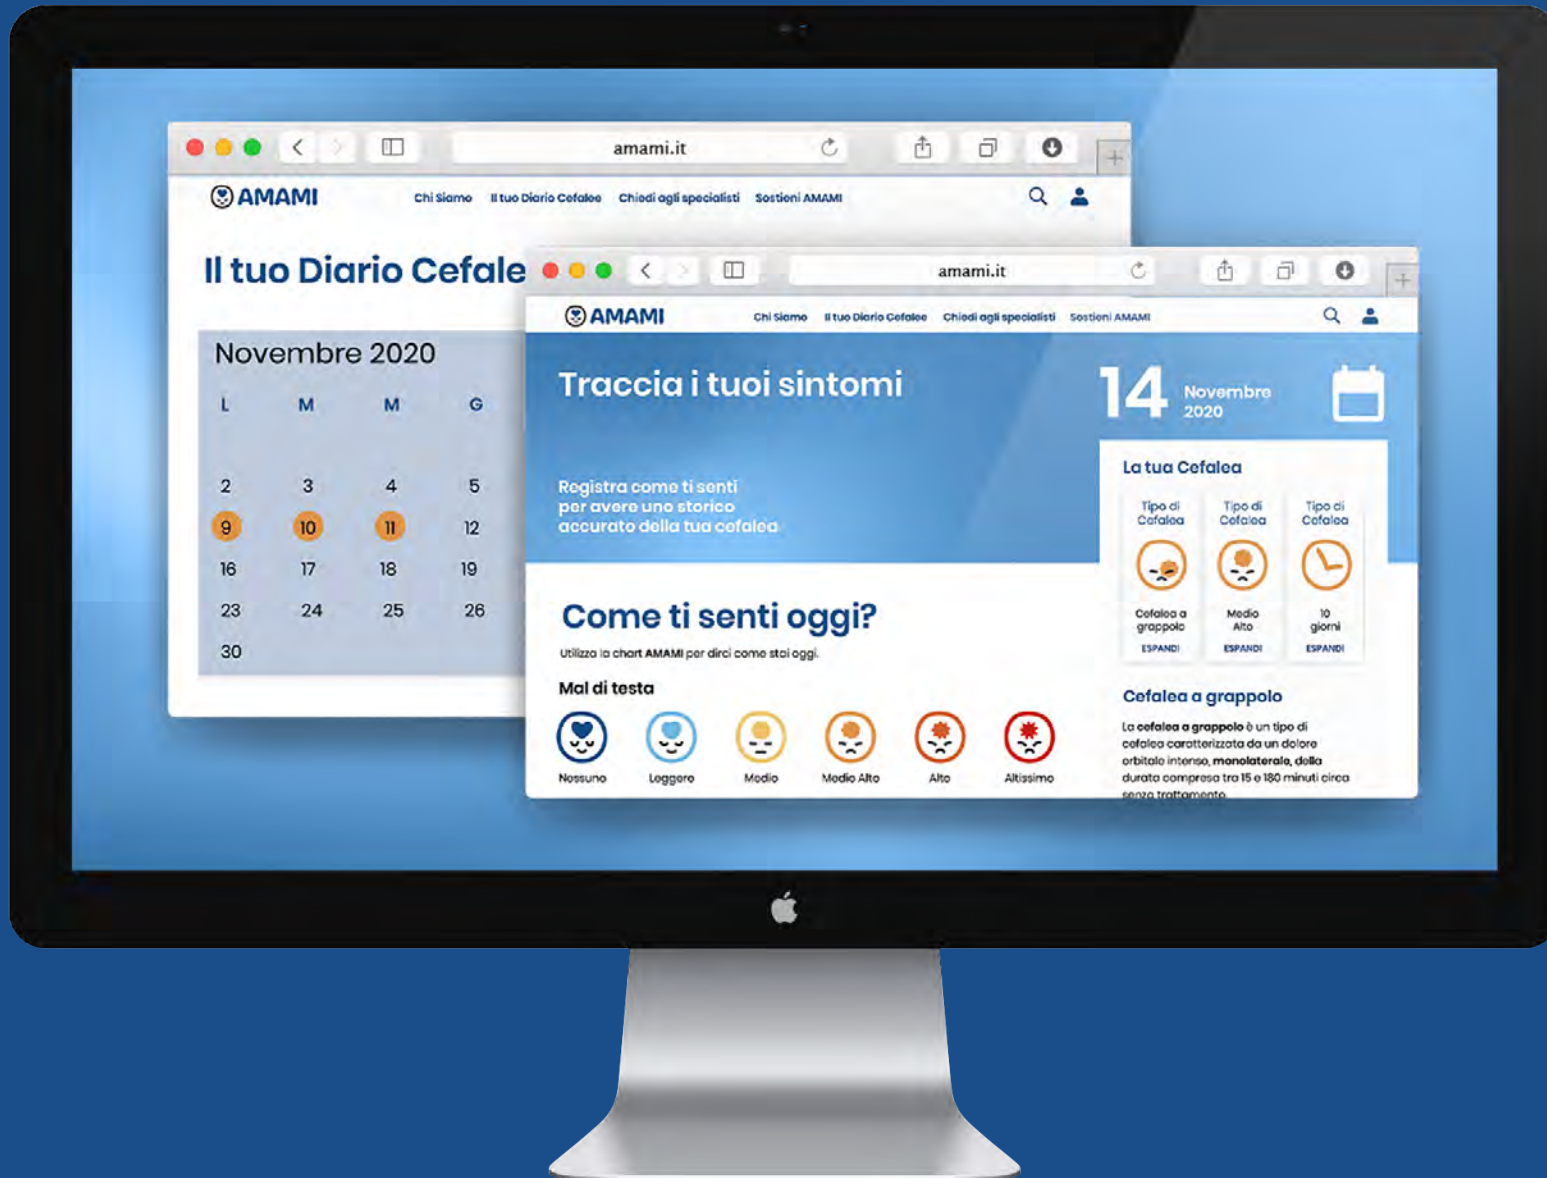 amami.it
AMAMI
Chi Siamo Il tuo Diario Cefalee Chiedi agli specialisti Sostieni AMAMI
Il tuo Diario Cefale
Novembre 2020
L M M G
2 3 4 5
9 10 11 12
16 17 18 19
23 24 25 26
30
amami.it
AMAMI
Chi Siamo Il tuo Diario Cefalee Chiedi agli specialisti Sostieni AMAMI
Traccia i tuoi sintomi
Registra come ti senti
per avere uno storico
accurato della tua cefalea
14
Novembre
2020
Come ti senti oggi?
Utilizza la chart AMAMI per dirci come stai oggi.
Mal di testa
Nessuno Leggero Medio Medio Alto Alto Altissimo
La tua Cefalea
Tipo di Tipo di Tipo di
Cefalea Cefalea Cefalea
Cefalea a Medio 10
grappolo Alto giorni
ESPANDI ESPANDI ESPANDI
Cefalea a grappolo
La cefalea a grappolo è un tipo di
cefalea caratterizzata da un dolore
orbitale intenso, monolaterale, della
durata compresa tra 15 e 180 minuti circa
senza trattamento